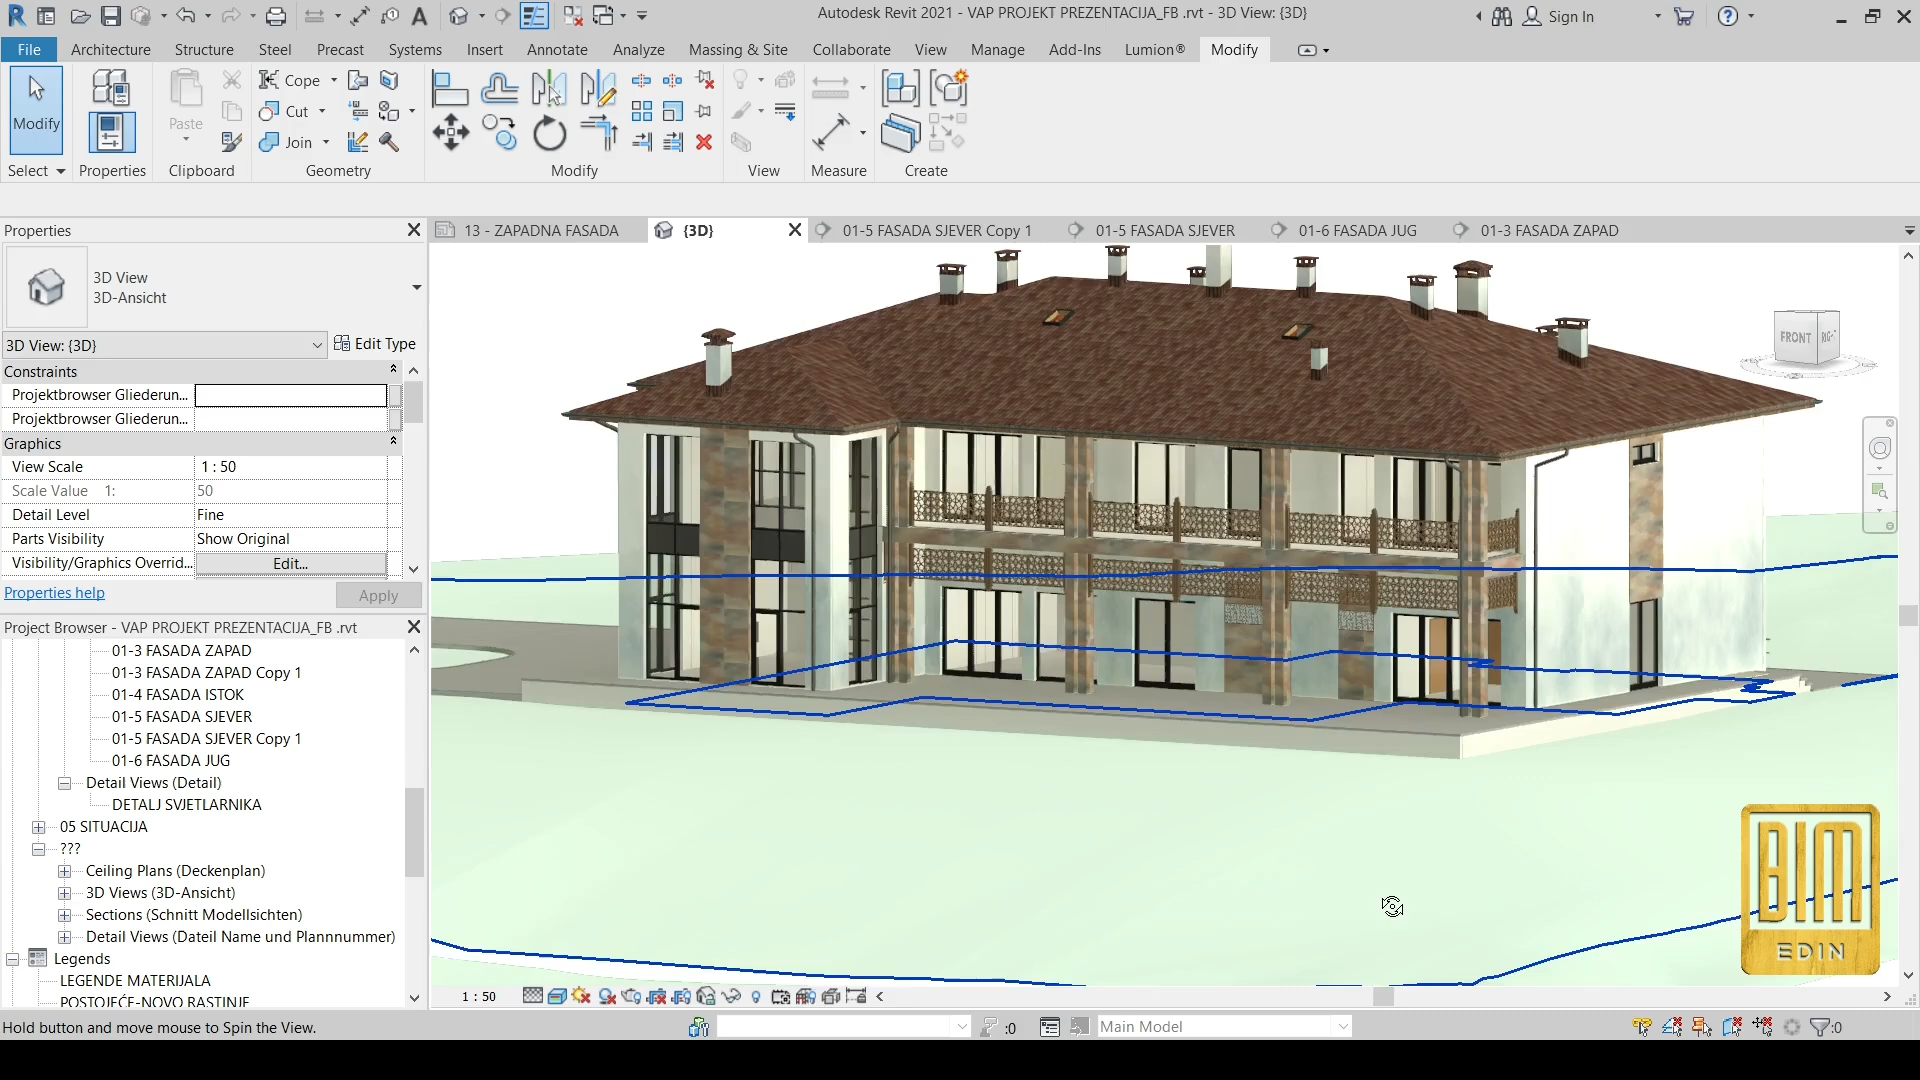 Autodesk Revit 2021 - VAP PROJEKT PREZENTACIJA_FB .rvt - 3D View: {3D}
Sign In
File Architecture Structure Steel Precast Systems Insert Annotate Analyze Massing & Site Collaborate View Manage Add-Ins Lumion® Modify
Modify
Paste
Cope
Cut
Join
Select Properties Clipboard Geometry Modify View Measure Create
Properties
13 - ZAPADNA FASADA {3D} 01-5 FASADA SJEVER Copy 1 01-5 FASADA SJEVER 01-6 FASADA JUG 01-3 FASADA ZAPAD
3D View
3D-Ansicht
3D View: {3D} Edit Type
Constraints
Projektbrowser Gliederun...
Projektbrowser Gliederun...
Graphics
View Scale 1 : 50
Scale Value 1: 50
Detail Level Fine
Parts Visibility Show Original
Visibility/Graphics Overrid... Edit...
Properties help Apply
FRONT
Project Browser - VAP PROJEKT PREZENTACIJA_FB .rvt
01-3 FASADA ZAPAD
01-3 FASADA ZAPAD Copy 1
01-4 FASADA ISTOK
01-5 FASADA SJEVER
01-5 FASADA SJEVER Copy 1
01-6 FASADA JUG
Detail Views (Detail)
DETALJ SVJETLARNIKA
05 SITUACIJA
???
Ceiling Plans (Deckenplan)
3D Views (3D-Ansicht)
Sections (Schnitt Modellsichten)
Detail Views (Dateil Name und Plannnummer)
Legends
LEGENDE MATERIJALA
POSTOJEĆE-NOVO RASTINJE
BIM
EDIN
1 : 50
Hold button and move mouse to Spin the View.
:0
Main Model
:0